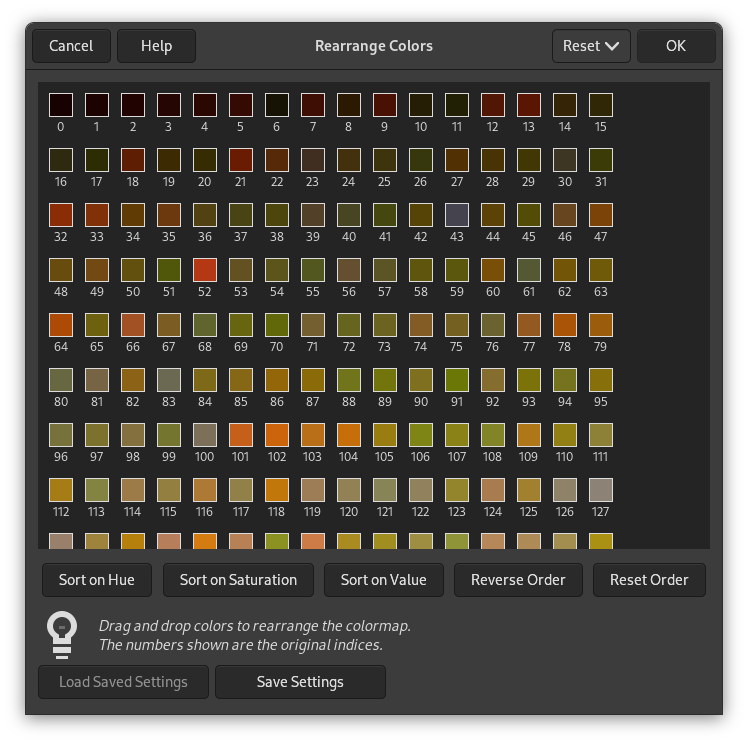 Cancel Help Rearrange Colors Reset OK
0 1 2 3 4 5 6 7 8 9 10 11 12 13 14 15
16 17 18 19 20 21 22 23 24 25 26 27 28 29 30 31
32 33 34 35 36 37 38 39 40 41 42 43 44 45 46 47
48 49 50 51 52 53 54 55 56 57 58 59 60 61 62 63
64 65 66 67 68 69 70 71 72 73 74 75 76 77 78 79
80 81 82 83 84 85 86 87 88 89 90 91 92 93 94 95
96 97 98 99 100 101 102 103 104 105 106 107 108 109 110 111
112 113 114 115 116 117 118 119 120 121 122 123 124 125 126 127
Sort on Hue Sort on Saturation Sort on Value Reverse Order Reset Order
Drag and drop colors to rearrange the colormap.
The numbers shown are the original indices.
Load Saved Settings Save Settings